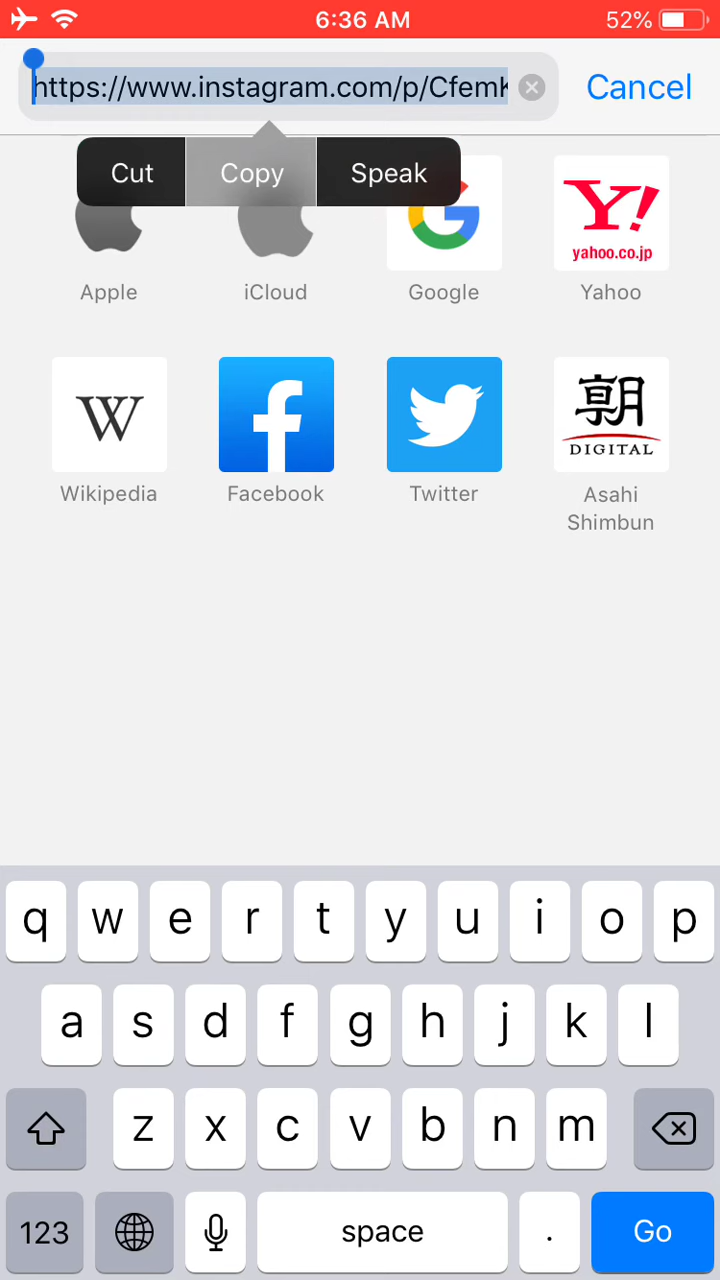 6:36 AM
52%
https://www.instagram.com/p/Cfem
Cancel
Cut
Copy
Speak
Y!
yahoo.co.jp
Apple
iCloud
Google
Yahoo
W
f
朝
DIGITAL
Wikipedia
Facebook
Twitter
Asahi
Shimbun
q w e r t y u i o p
a s d f g h j k l
z x c v b n m
123
space
.
Go